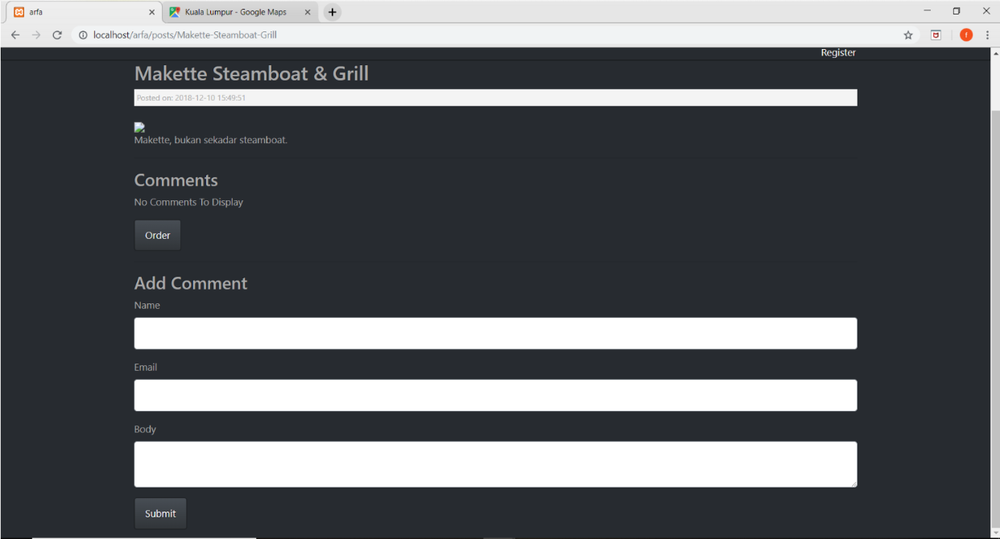 arfa
Kuala Lumpur - Google Maps
localhost/arfa/posts/Makette-Steamboat-Grill
f
Register
Makette Steamboat & Grill
Posted on: 2018-12-10 15:49:51
Makette, bukan sekadar steamboat.
Comments
No Comments To Display
Order
Add Comment
Name
Email
Body
Submit